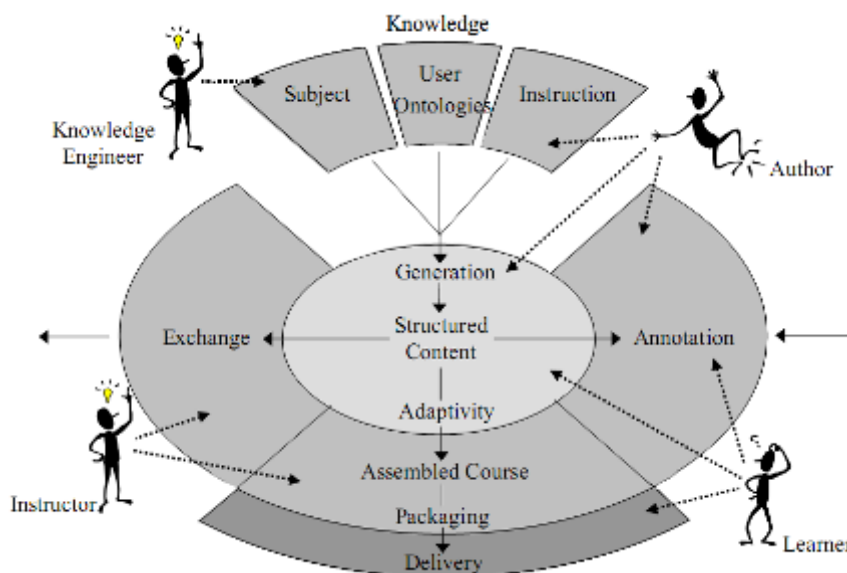 Knowledge
Subject
User
Ontologies
Instruction
Knowledge
Engineer
Author
Generation
Exchange
Structured
Content
Annotation
Adaptivity
Instructor
Assembled Course
Packaging
Delivery
Learner